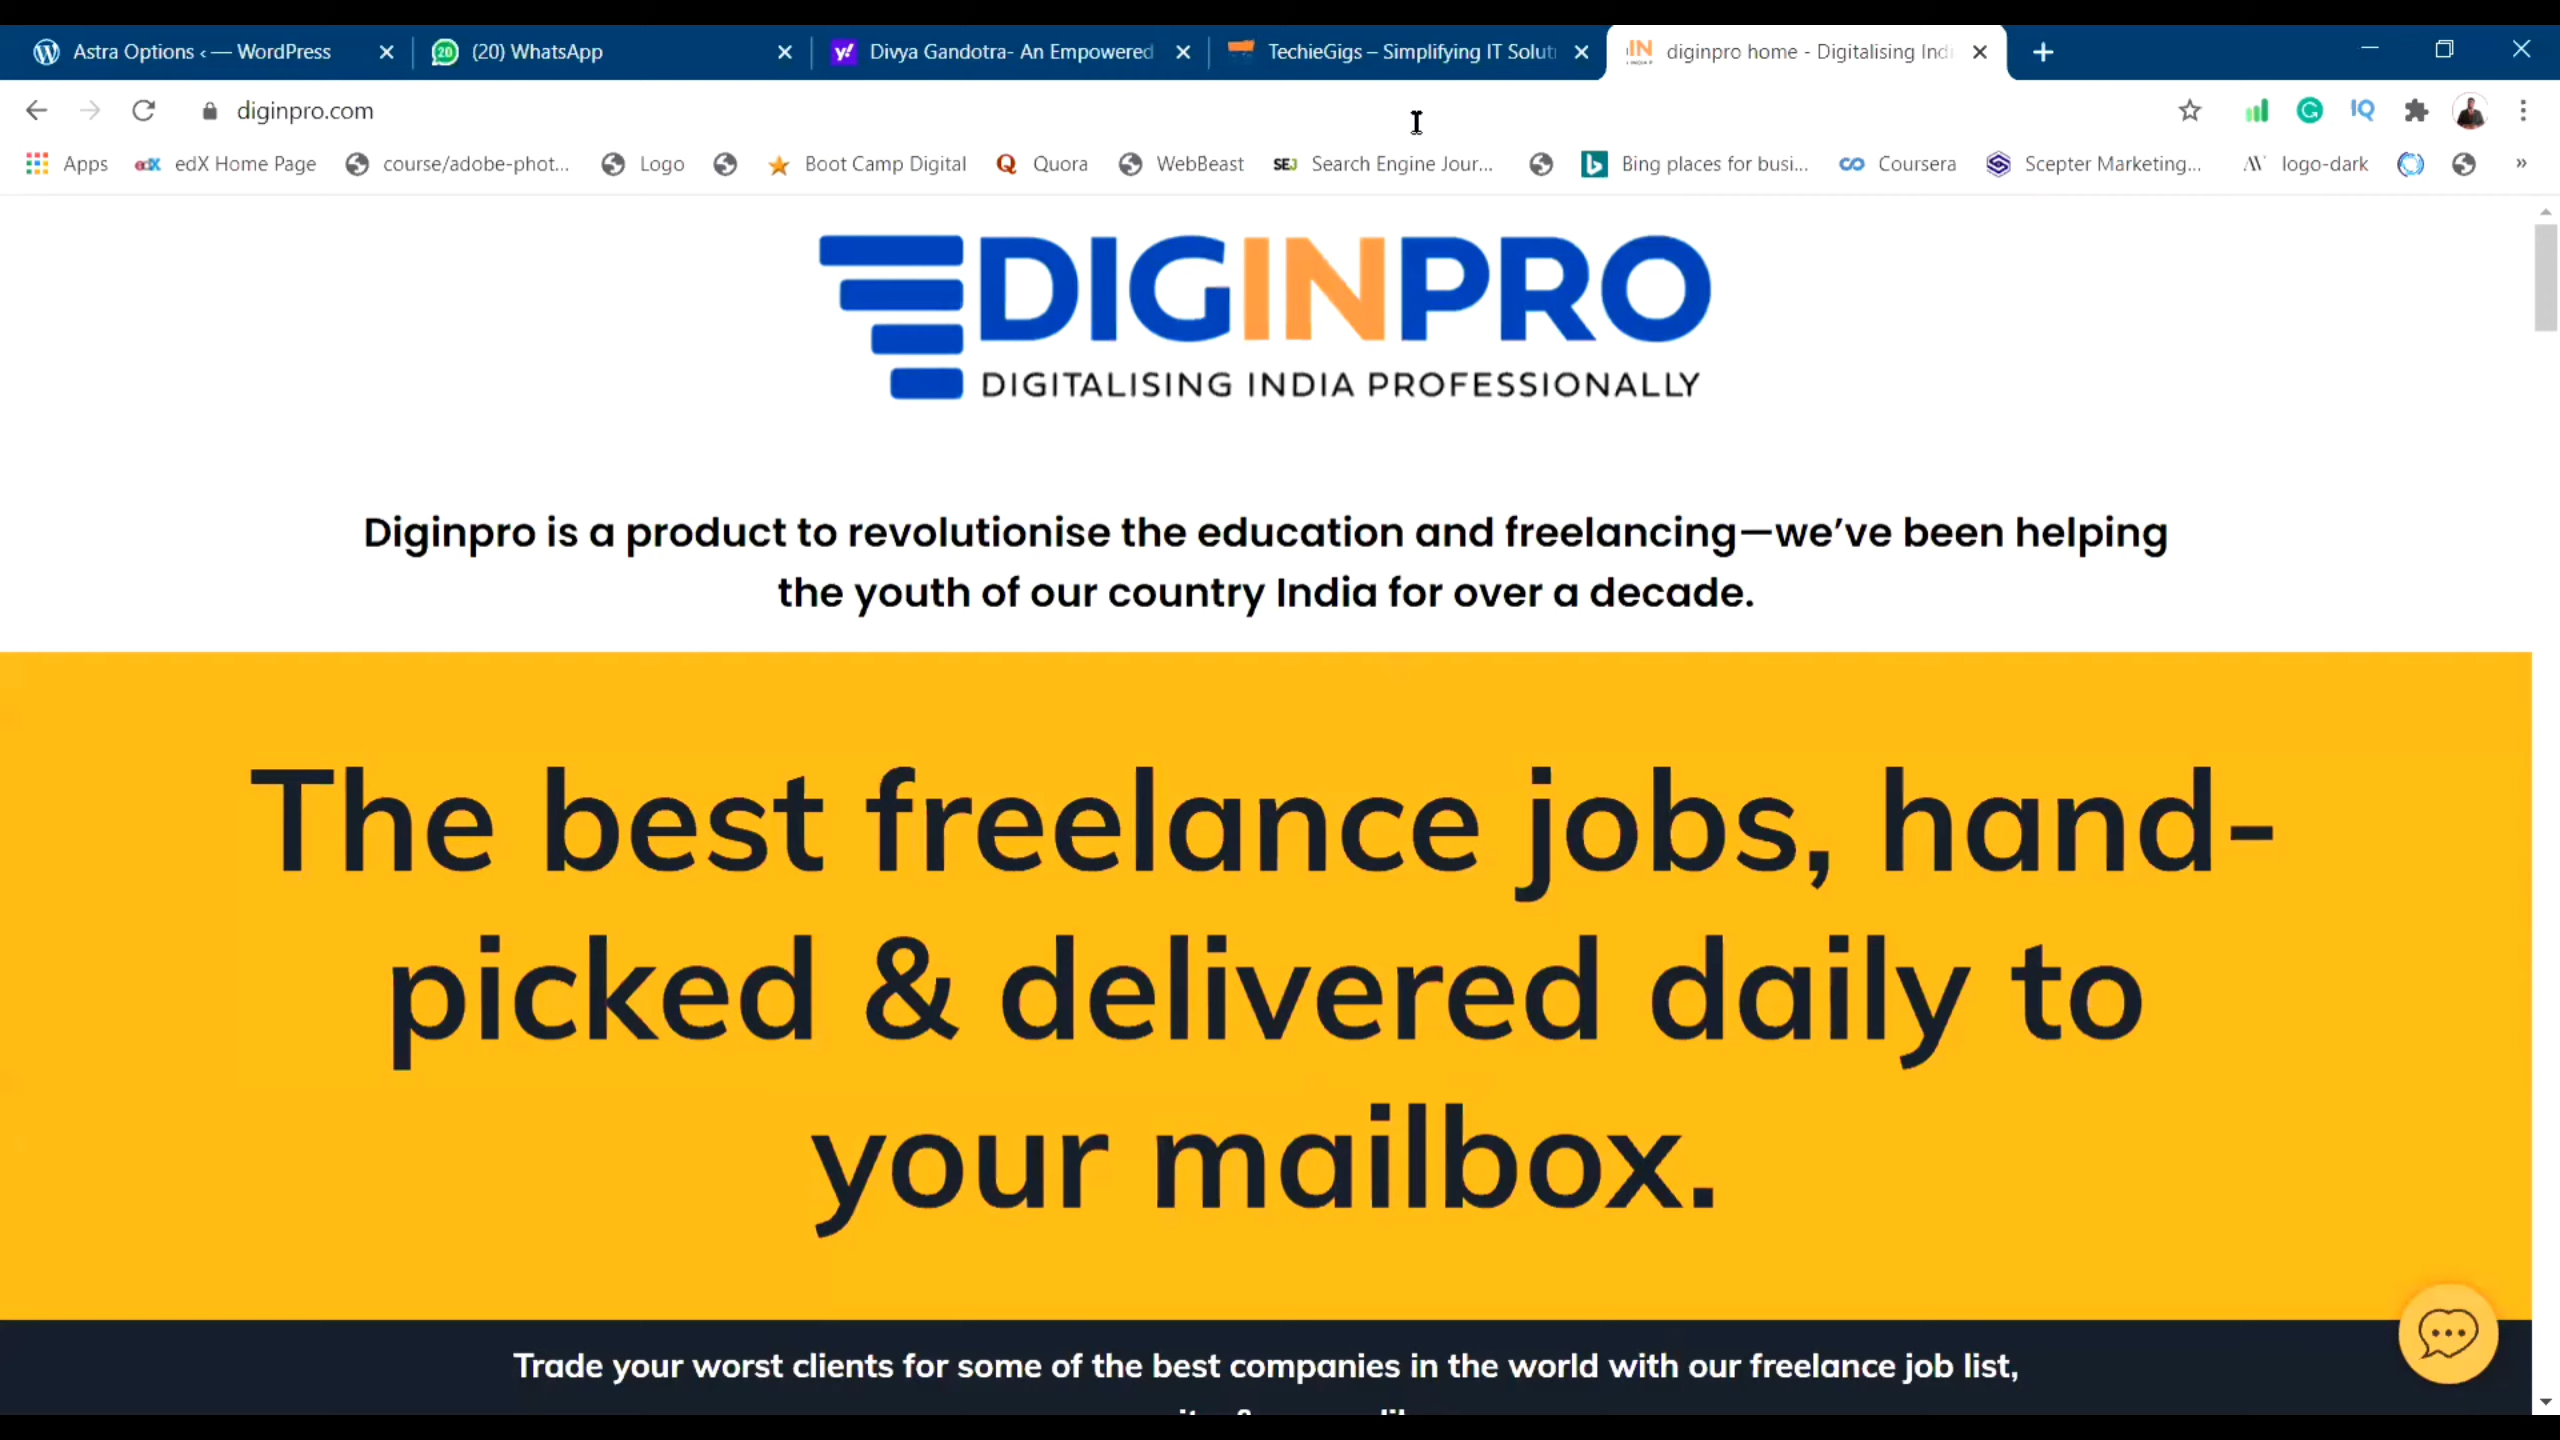 Astra Options ‹ — WordPress
20 (20) WhatsApp
y! Divya Gandotra- An Empowered
TechieGigs – Simplifying IT Soluti
IN diginpro home - Digitalising Indi
diginpro.com
IQ
Apps
edX edX Home Page
course/adobe-phot...
Logo
Boot Camp Digital
Quora
WebBeast
SEJ Search Engine Jour...
Bing places for busi...
Coursera
Scepter Marketing...
logo-dark
»
DIGINPRO
DIGITALISING INDIA PROFESSIONALLY
Diginpro is a product to revolutionise the education and freelancing—we’ve been helping
the youth of our country India for over a decade.
The best freelance jobs, hand-
picked & delivered daily to
your mailbox.
Trade your worst clients for some of the best companies in the world with our freelance job list,